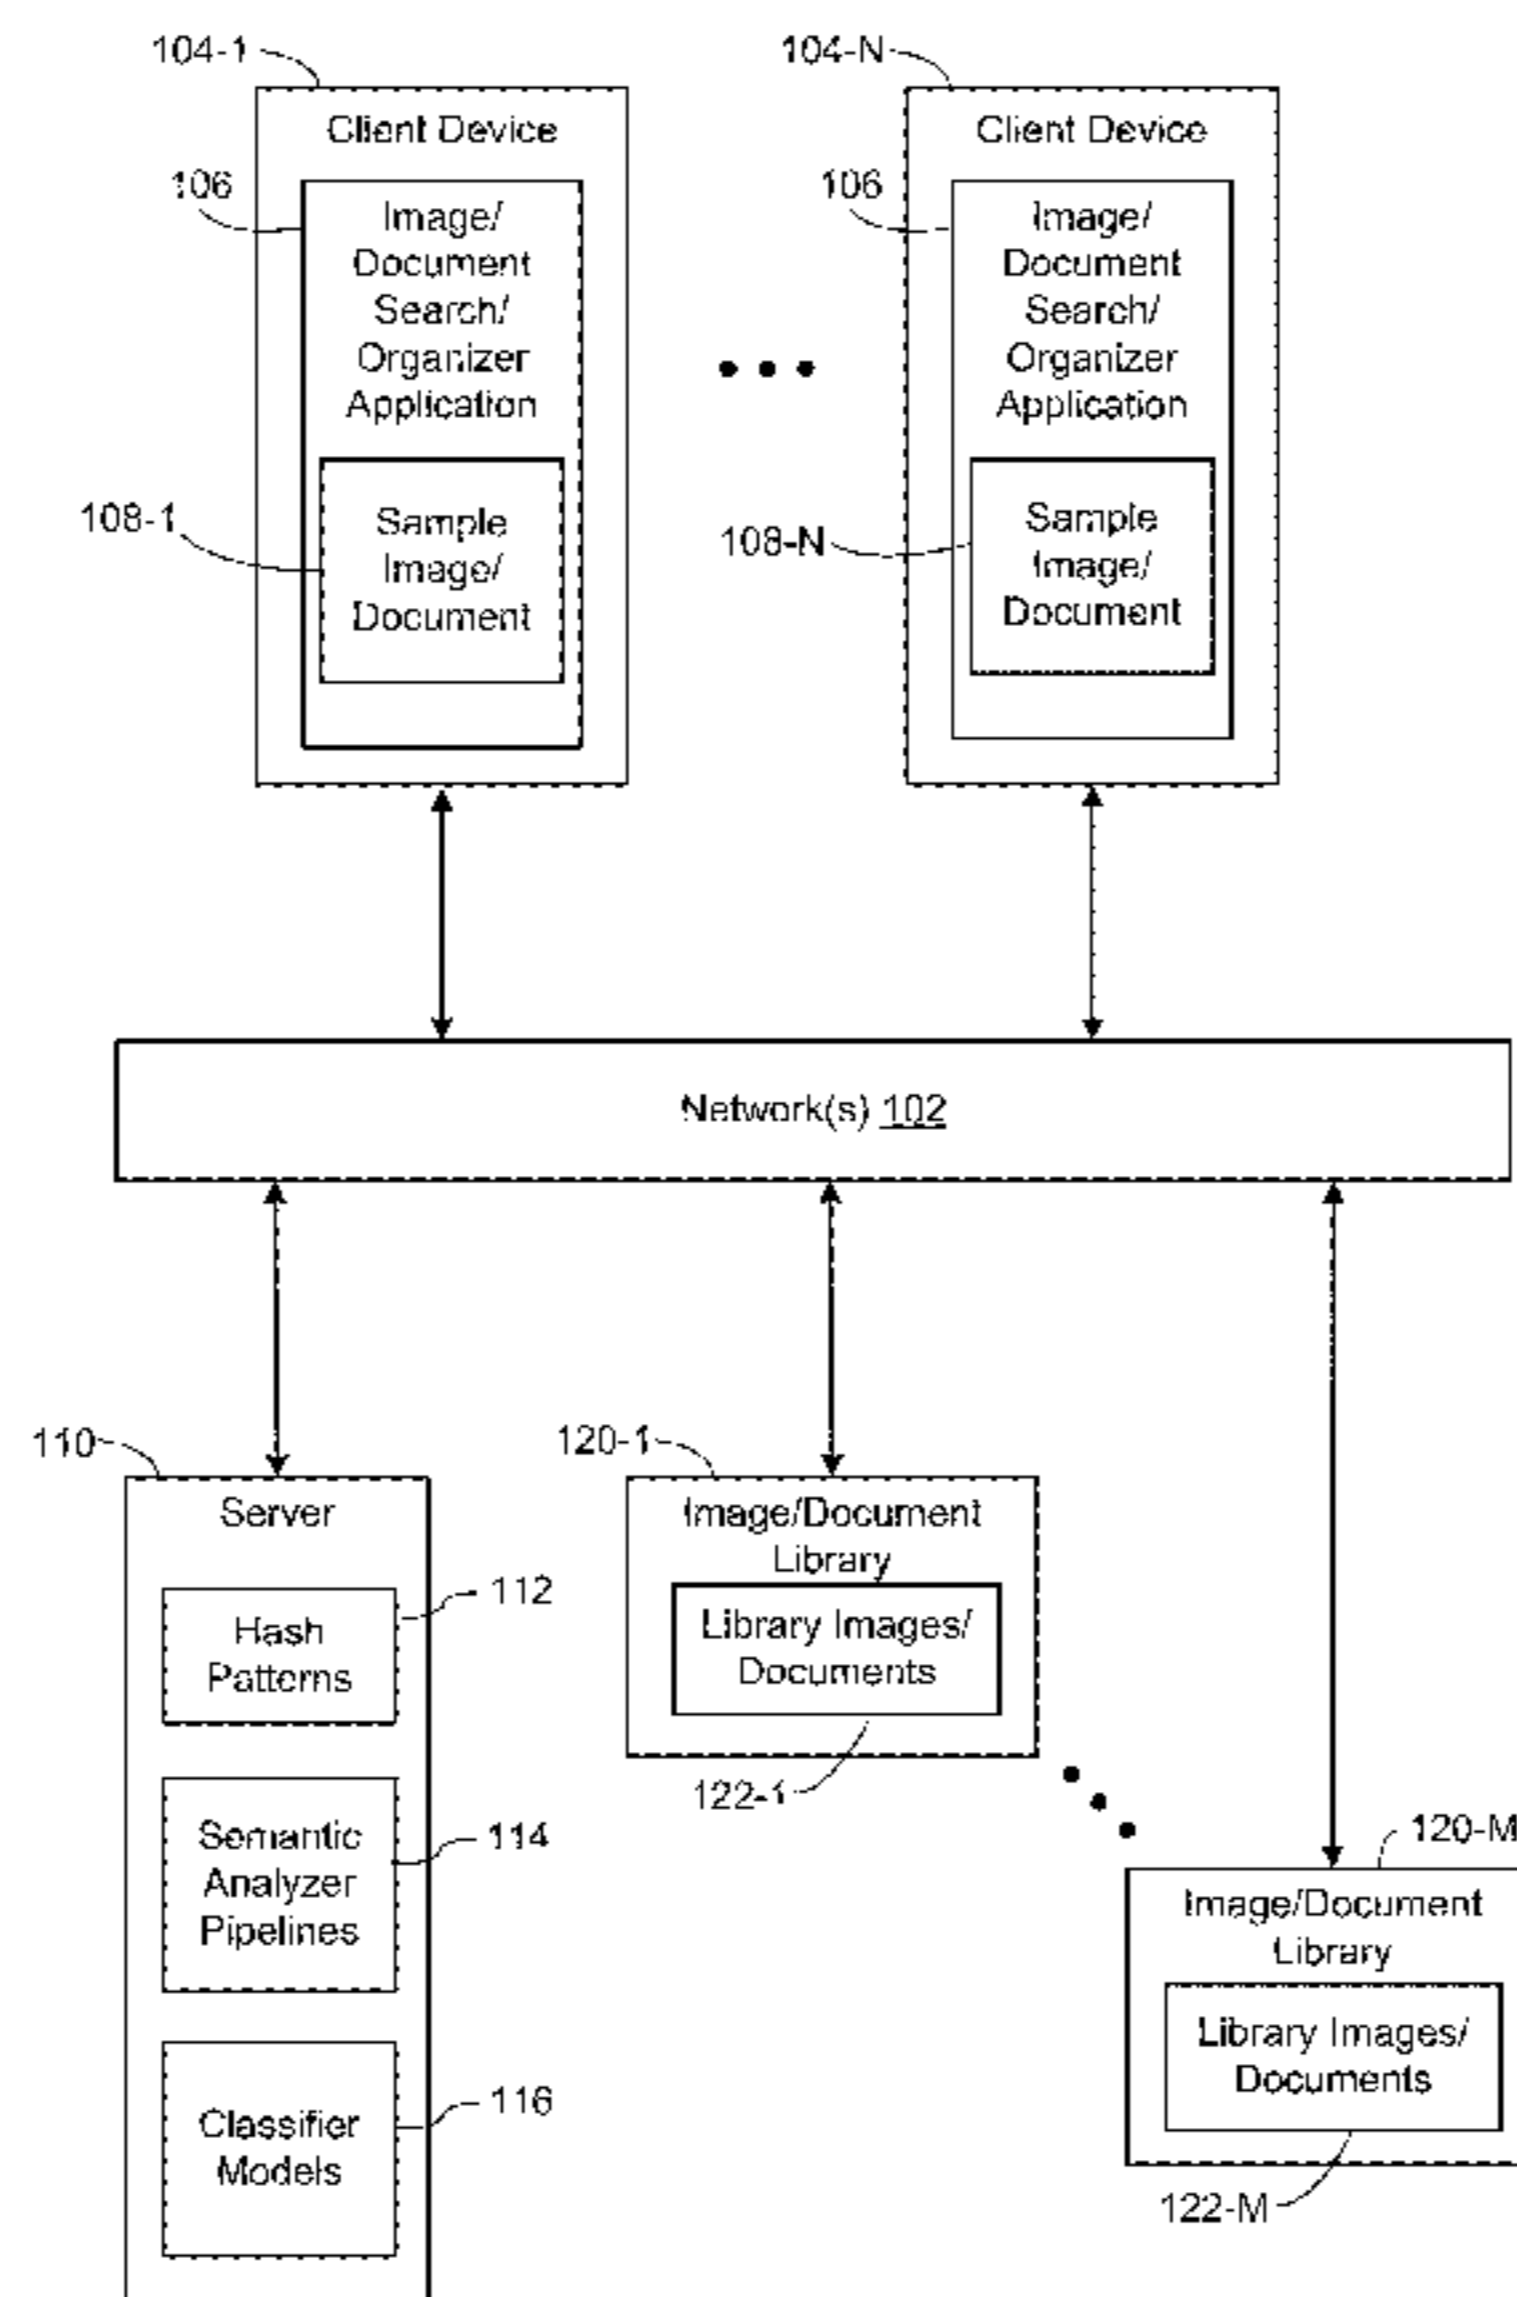 104-1
104-N
Client Device
Client Device
106
Image/
Document
Search/
Organizer
Application
106
Image/
Document
Search/
Organizer
Application
108-1
Sample
Image/
Document
108-N
Sample
Image/
Document
Network(s) 102
110
Server
112
Hash
Patterns
114
Semantic
Analyzer
Pipelines
116
Classifier
Models
120-1
Image/Document
Library
Library Images/
Documents
122-1
120-M
Image/Document
Library
Library Images/
Documents
122-M